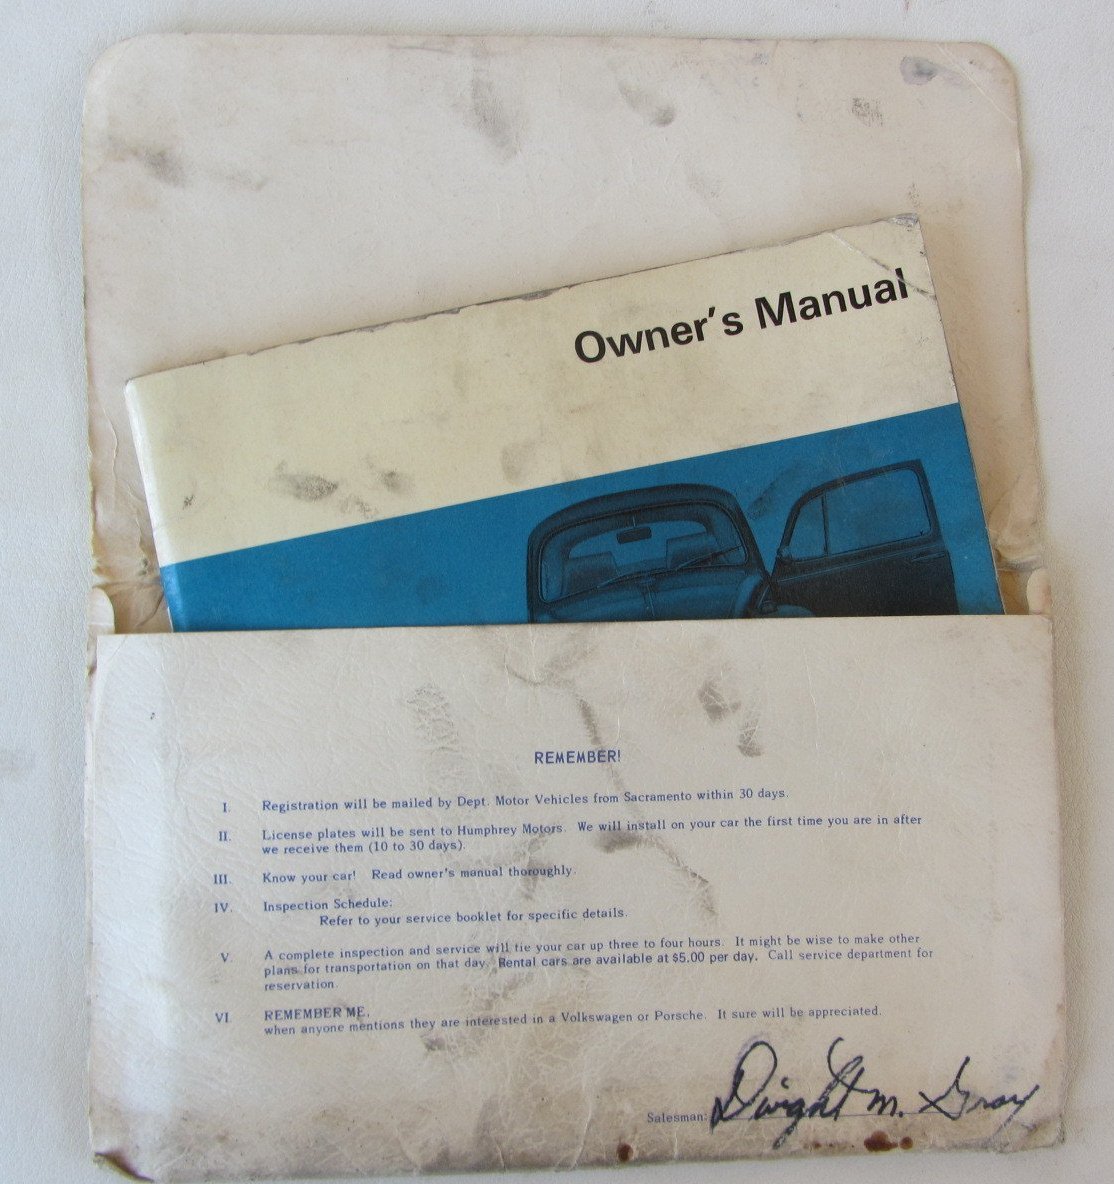 Owner's Manual
REMEMBER!
I. Registration will be mailed by Dept. Motor Vehicles from Sacramento within 30 days.
II. License plates will be sent to Humphrey Motors. We will install on your car the first time you are in after
we receive them (10 to 30 days).
III. Know your car! Read owner's manual thoroughly.
IV. Inspection Schedule:
Refer to your service booklet for specific details.
V. A complete inspection and service will tie your car up three to four hours. It might be wise to make other
plans for transportation on that day. Rental cars are available at $5.00 per day. Call service department for
reservation.
VI. REMEMBER ME,
when anyone mentions they are interested in a Volkswagen or Porsche. It sure will be appreciated.
Salesman: Dwight M. Gray